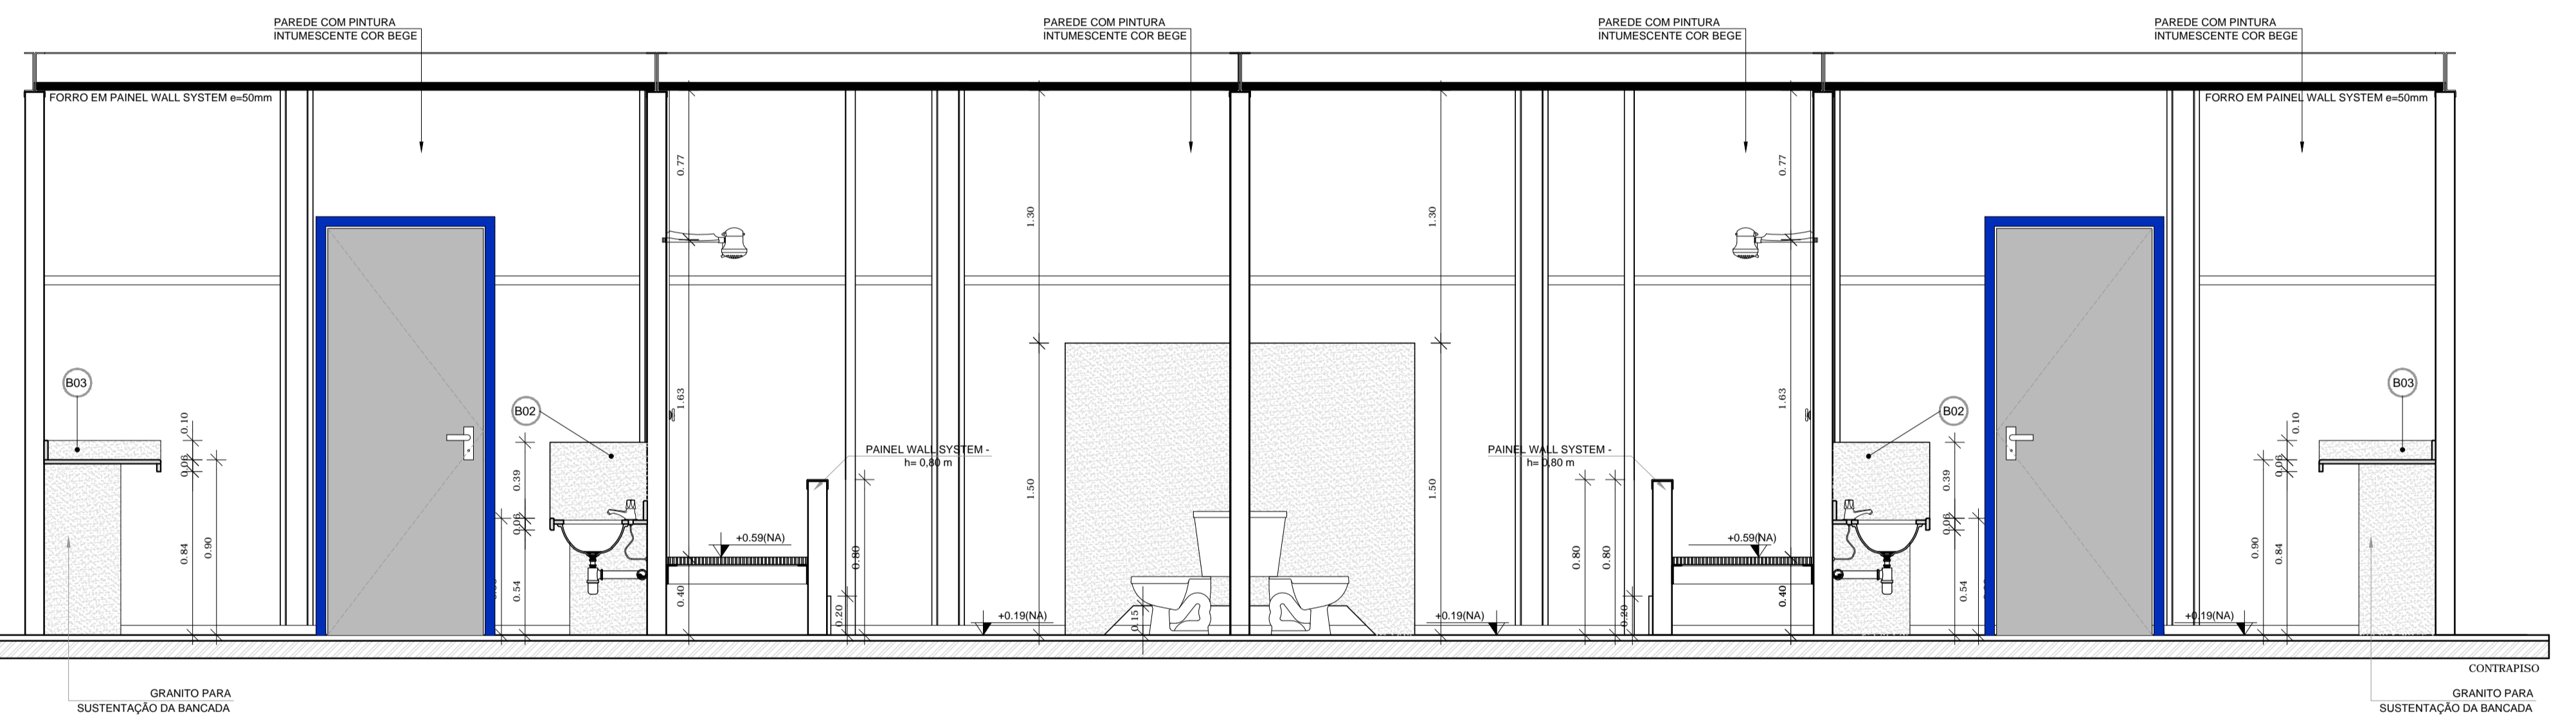 PAREDE COM PINTURA
INTUMESCENTE COR BEGE
PAREDE COM PINTURA
INTUMESCENTE COR BEGE
PAREDE COM PINTURA
INTUMESCENTE COR BEGE
PAREDE COM PINTURA
INTUMESCENTE COR BEGE
FORRO EM PAINEL WALL SYSTEM e=50mm
FORRO EM PAINEL WALL SYSTEM e=50mm
0.77
0.77
1.30
1.30
B03
B02
B02
B03
1.63
1.63
0.10
0.06
0.84
0.90
0.39
0.06
0.54
PAINEL WALL SYSTEM -
h= 0,80 m
PAINEL WALL SYSTEM -
h= 0,80 m
1.50
1.50
+0.59(NA)
+0.59(NA)
0.40
0.80
0.20
+0.19(NA)
0.15
+0.19(NA)
0.80
0.80
0.20
0.40
0.39
0.06
0.54
+0.19(NA)
0.10
0.06
0.90
0.84
CONTRAPISO
GRANITO PARA
SUSTENTAÇÃO DA BANCADA
GRANITO PARA
SUSTENTAÇÃO DA BANCADA